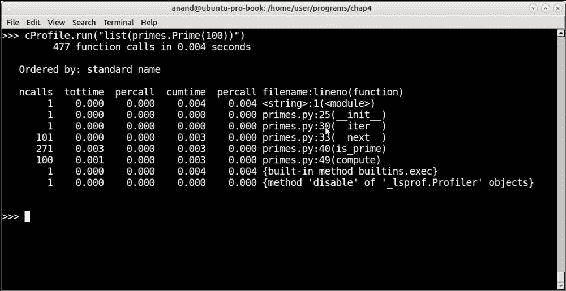 anand@ubuntu-pro-book: /home/user/programs/chap4
File Edit View Search Terminal Help
>>> cProfile.run("list(primes.Prime(100))")
477 function calls in 0.004 seconds
Ordered by: standard name
ncalls tottime percall cumtime percall filename:lineno(function)
1 0.000 0.000 0.004 0.004 <string>:1(<module>)
1 0.000 0.000 0.000 0.000 primes.py:25(__init__)
1 0.000 0.000 0.000 0.000 primes.py:30(__iter__)
101 0.000 0.000 0.003 0.000 primes.py:33(__next__)
271 0.003 0.000 0.003 0.000 primes.py:40(is_prime)
100 0.001 0.000 0.003 0.000 primes.py:49(compute)
1 0.000 0.000 0.004 0.004 {built-in method builtins.exec}
1 0.000 0.000 0.000 0.000 {method 'disable' of '_lsprof.Profiler' objects}
>>>